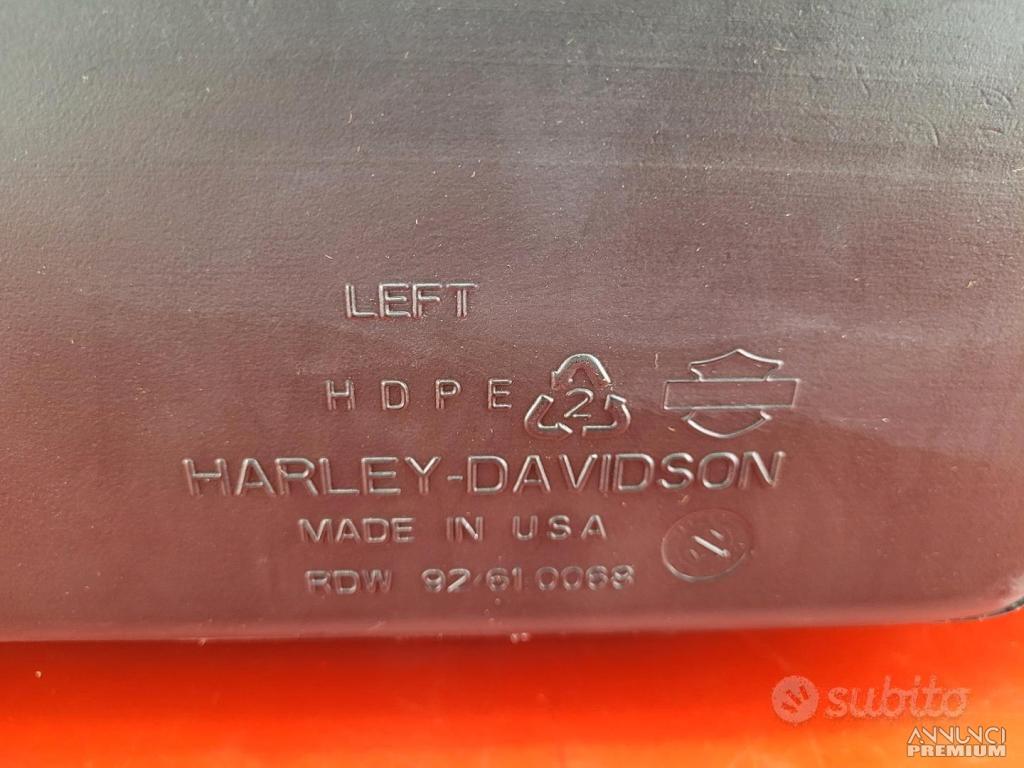 LEFT
HDPE 2
HARLEY-DAVIDSON
MADE IN USA
RDW 92/61 0068
subito
ANNUNCI
PREMIUM